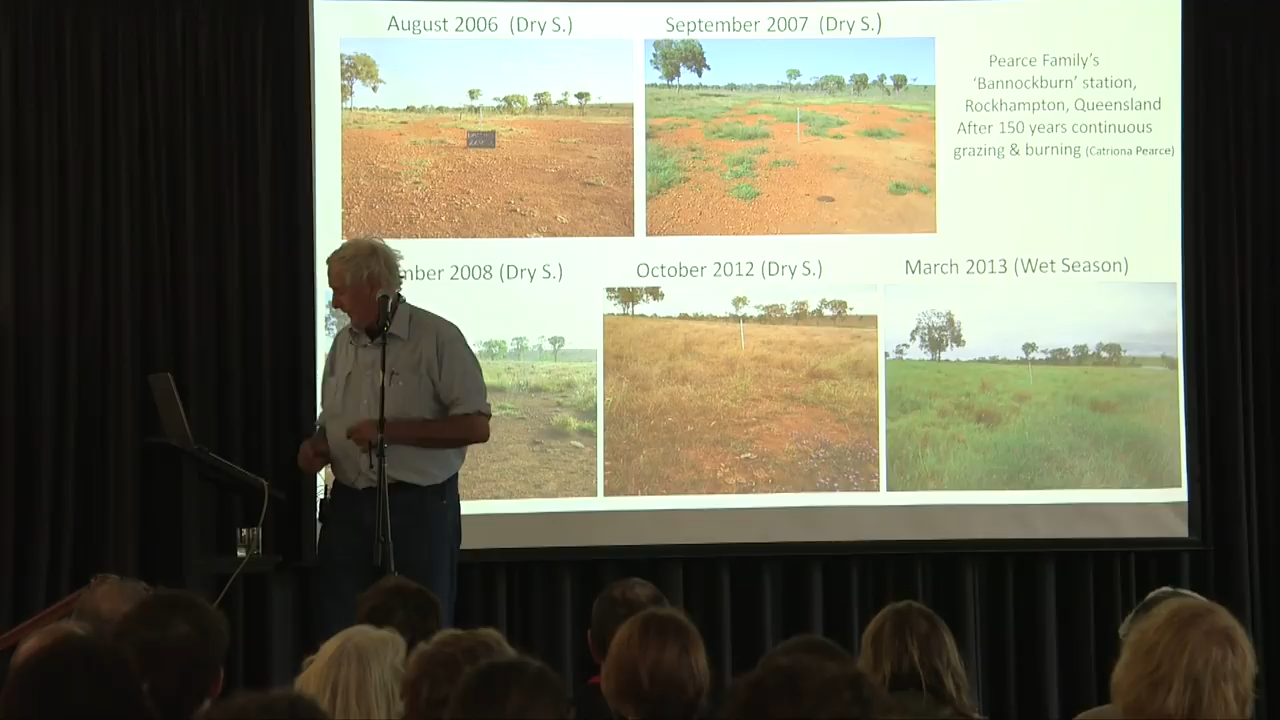 August 2006 (Dry S.)
September 2007 (Dry S.)
Pearce Family's
'Bannockburn' station,
Rockhampton, Queensland
After 150 years continuous
grazing & burning (Catriona Pearce)
2008 (Dry S.)
October 2012 (Dry S.)
March 2013 (Wet Season)